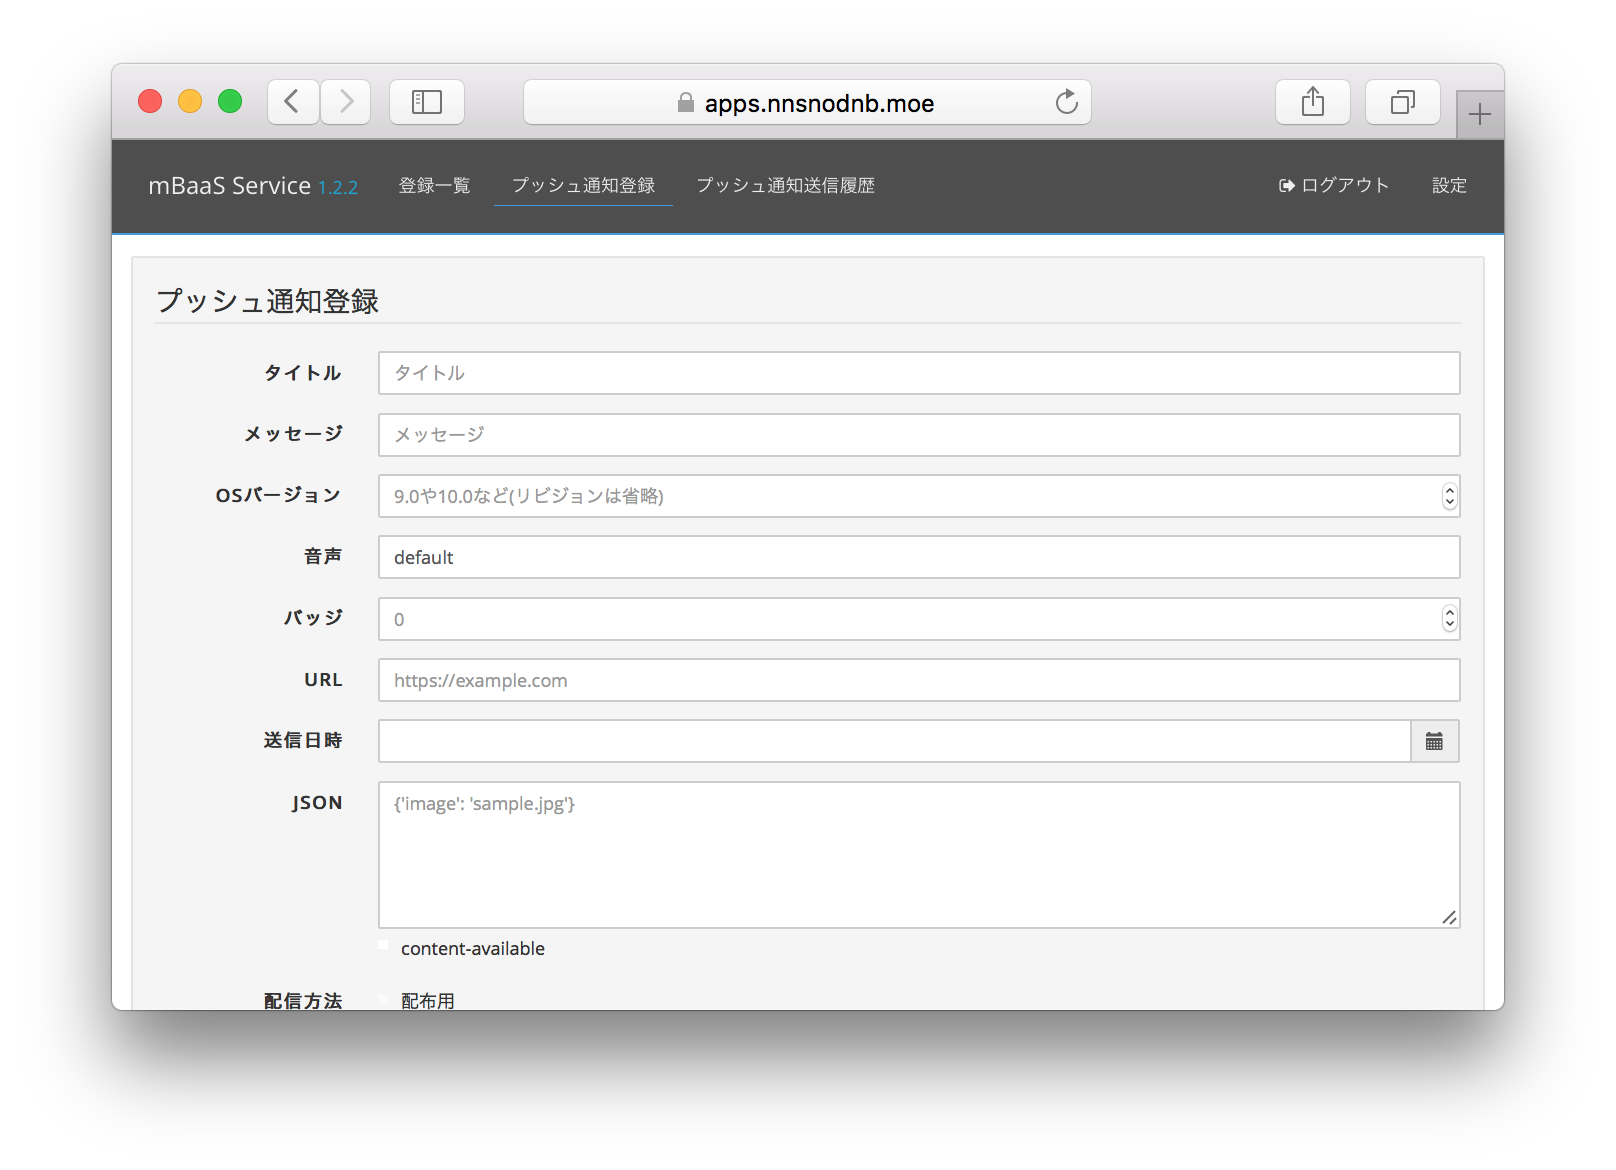 apps.nnsnodnb.moe
mBaaS Service 1.2.2 登録一覧 プッシュ通知登録 プッシュ通知送信履歴 ログアウト 設定
プッシュ通知登録
タイトル タイトル
メッセージ メッセージ
OSバージョン 9.0や10.0など(リビジョンは省略)
音声 default
バッジ 0
URL https://example.com
送信日時
JSON {'image': 'sample.jpg'}
content-available
配信方法 配布用